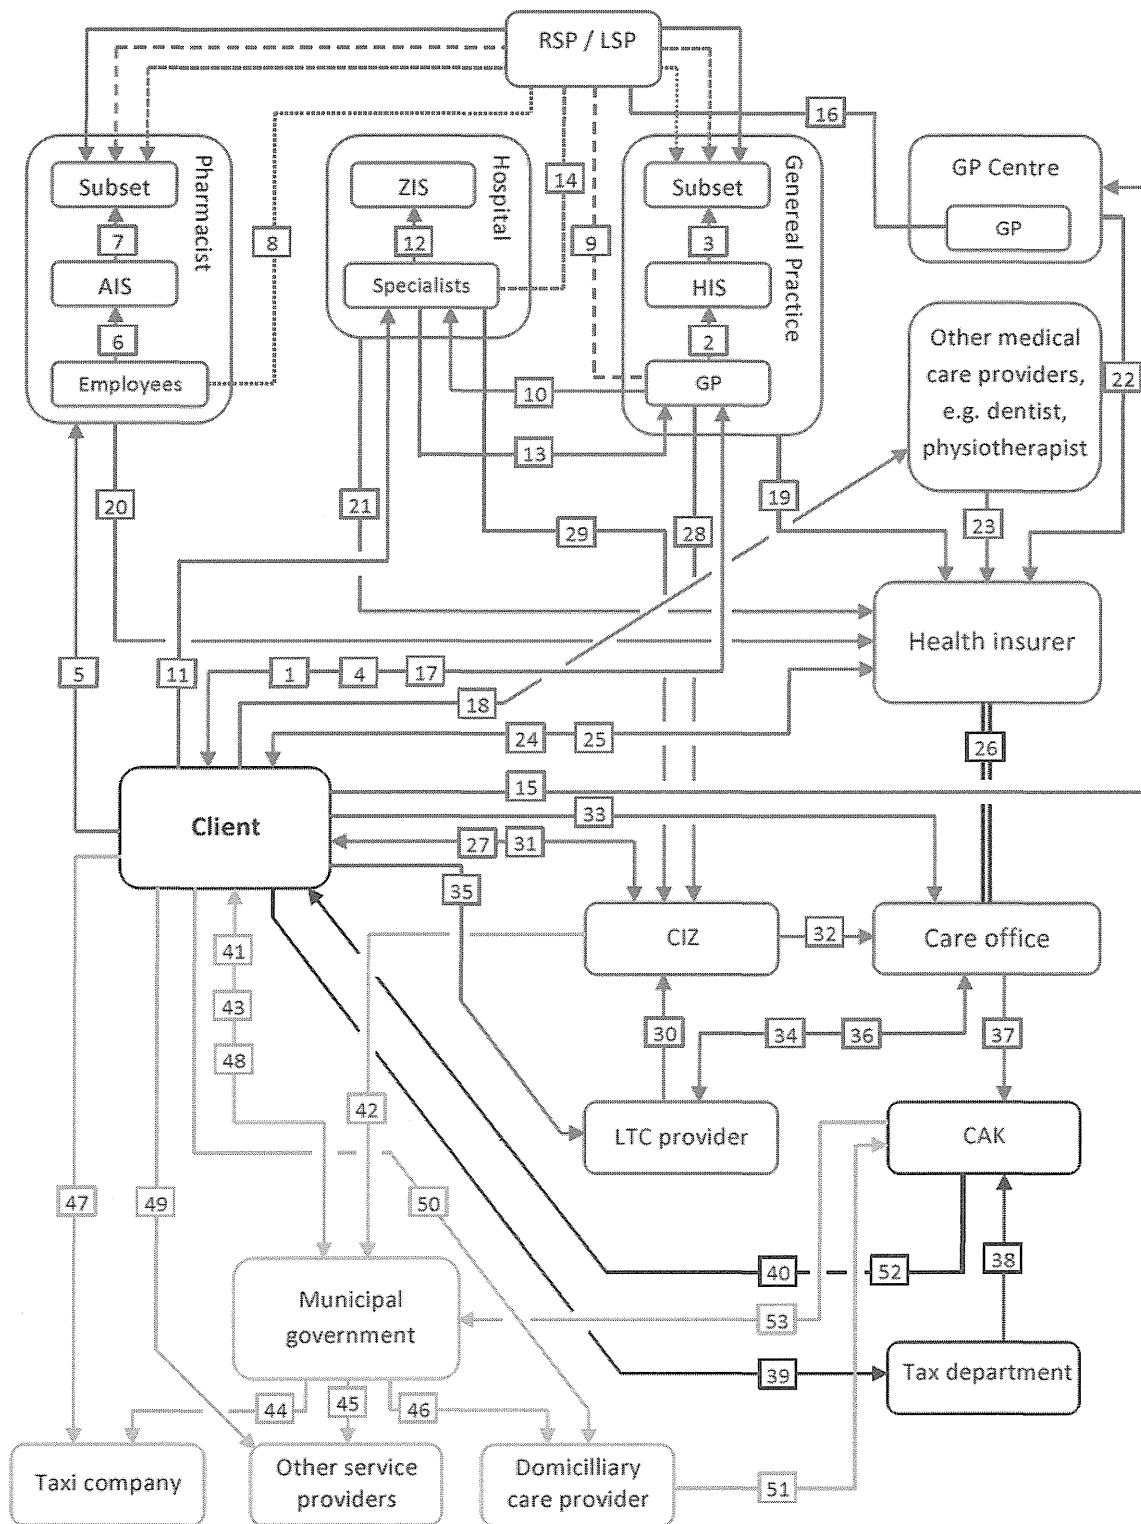 RSP / LSP
16
Pharmacist
Subset
7
AIS
6
Employees
8
Hospital
ZIS
12
Specialists
14
9
Genereal Practice
Subset
3
HIS
2
GP
GP Centre
GP
Other medical
care providers,
e.g. dentist,
physiotherapist
22
10
13
20
21
29
28
19
23
Health insurer
5
11
1
4
17
18
24
25
26
15
33
Client
27
31
35
CIZ
32
Care office
41
43
48
30
34
36
37
42
LTC provider
CAK
47
49
50
40
52
38
Municipal
government
53
39
Tax department
44
45
46
Taxi company
Other service
providers
Domicilliary
care provider
51